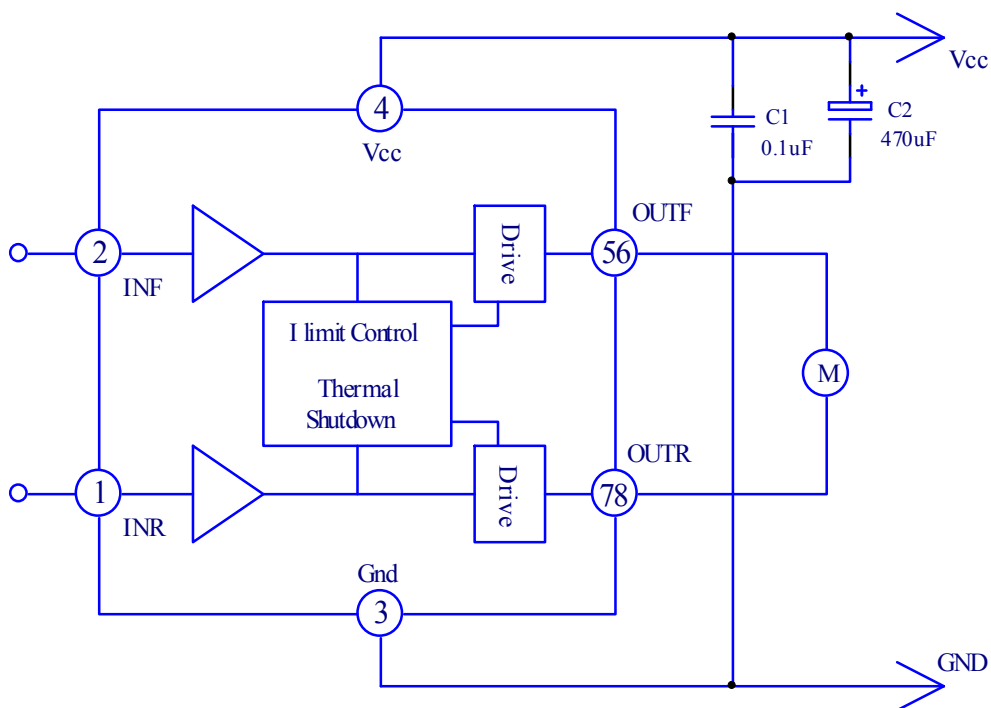 Vcc
4
Vcc
+
C1
0.1uF
C2
470uF
OUTF
2
INF
Drive
56
I limit Control
Thermal
Shutdown
M
OUTR
1
INR
Drive
78
Gnd
3
GND